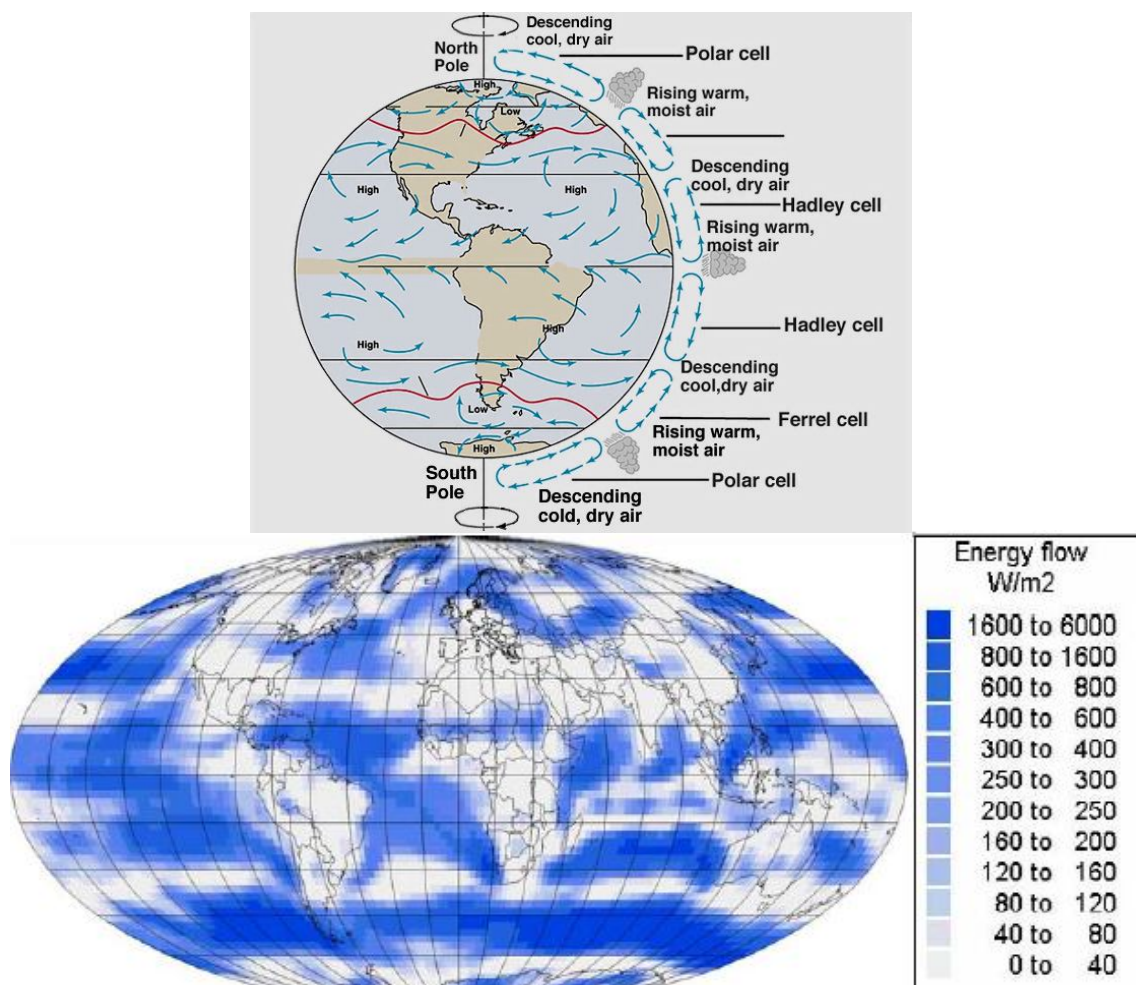 Descending
cool, dry air
North
Pole
Polar cell
High
Rising warm,
moist air
Low
Descending
cool, dry air
High
High
Hadley cell
Rising warm,
moist air
Hadley cell
High
High
Descending
cool,dry air
Low
Ferrel cell
Rising warm,
moist air
High
South
Pole
Polar cell
Descending
cold, dry air
Energy flow
W/m2
1600 to 6000
800 to 1600
600 to 800
400 to 600
300 to 400
250 to 300
200 to 250
160 to 200
120 to 160
80 to 120
40 to 80
0 to 40